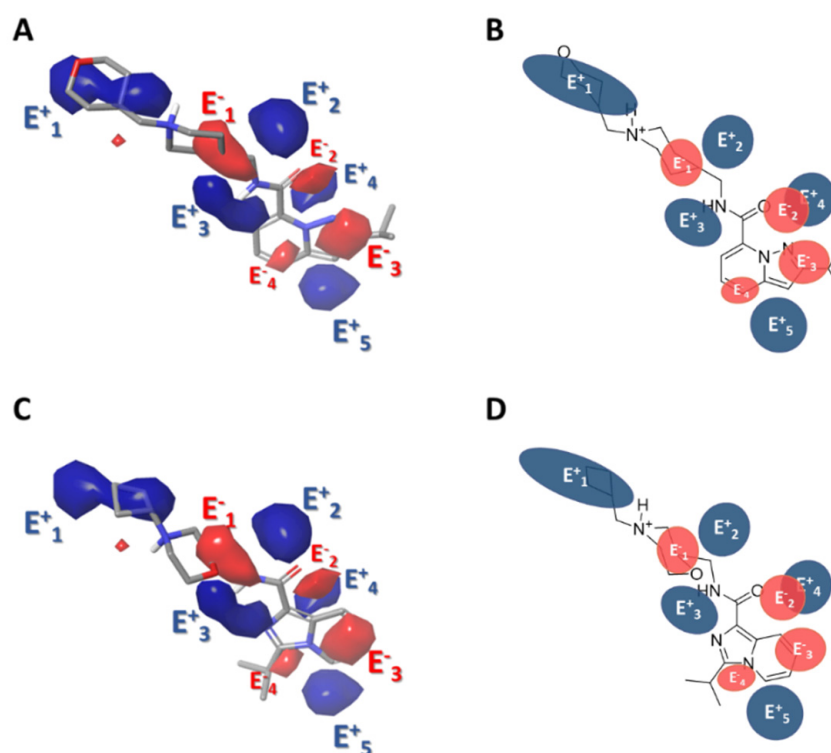 A
E⁺₁
E⁻₁
E⁺₂
E⁻₂
E⁺₄
E⁺₃
E⁻₃
E⁻₄
E⁺₅
B
O
E⁺₁
H
N⁺
E⁺₂
E⁻₁
E⁺₄
HN
O
E⁻₂
E⁺₃
N
N
E⁻₃
E⁻₄
E⁺₅
C
E⁺₁
E⁻₁
E⁺₂
E⁻₂
E⁺₄
E⁺₃
E⁻₃
E⁻₄
E⁺₅
D
E⁺₁
H
N⁺
E⁺₂
E⁻₁
O
E⁺₄
HN
O
E⁻₂
E⁺₃
N
E⁻₃
N
E⁻₄
E⁺₅